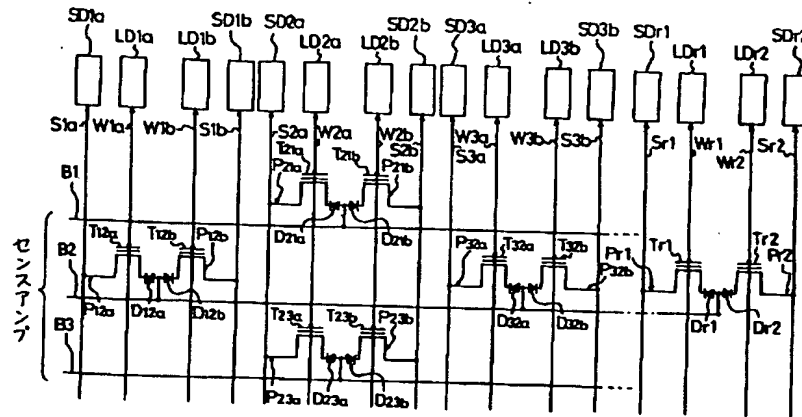 SD1a LD1a LD1b SD1b SD2a LD2a LD2b SD2b SD3a LD3a LD3b SD3b SDr1 LDr1 LDr2 SDr2
S1a W1a W1b S1b S2a W2a W2b S2b W3a S3a W3b S3b Sr1 Wr1 Wr2 Sr2
B1 P21a T21a T21b P21b
D21a D21b
センスアンプ
T12a T12b P12b P32a T32a T32b P32b Pr1 Tr1 Tr2 Pr2
B2
P12a D12a D12b T23a T23b P23b D32a D32b Dr1 Dr2
B3
P23a D23a D23b